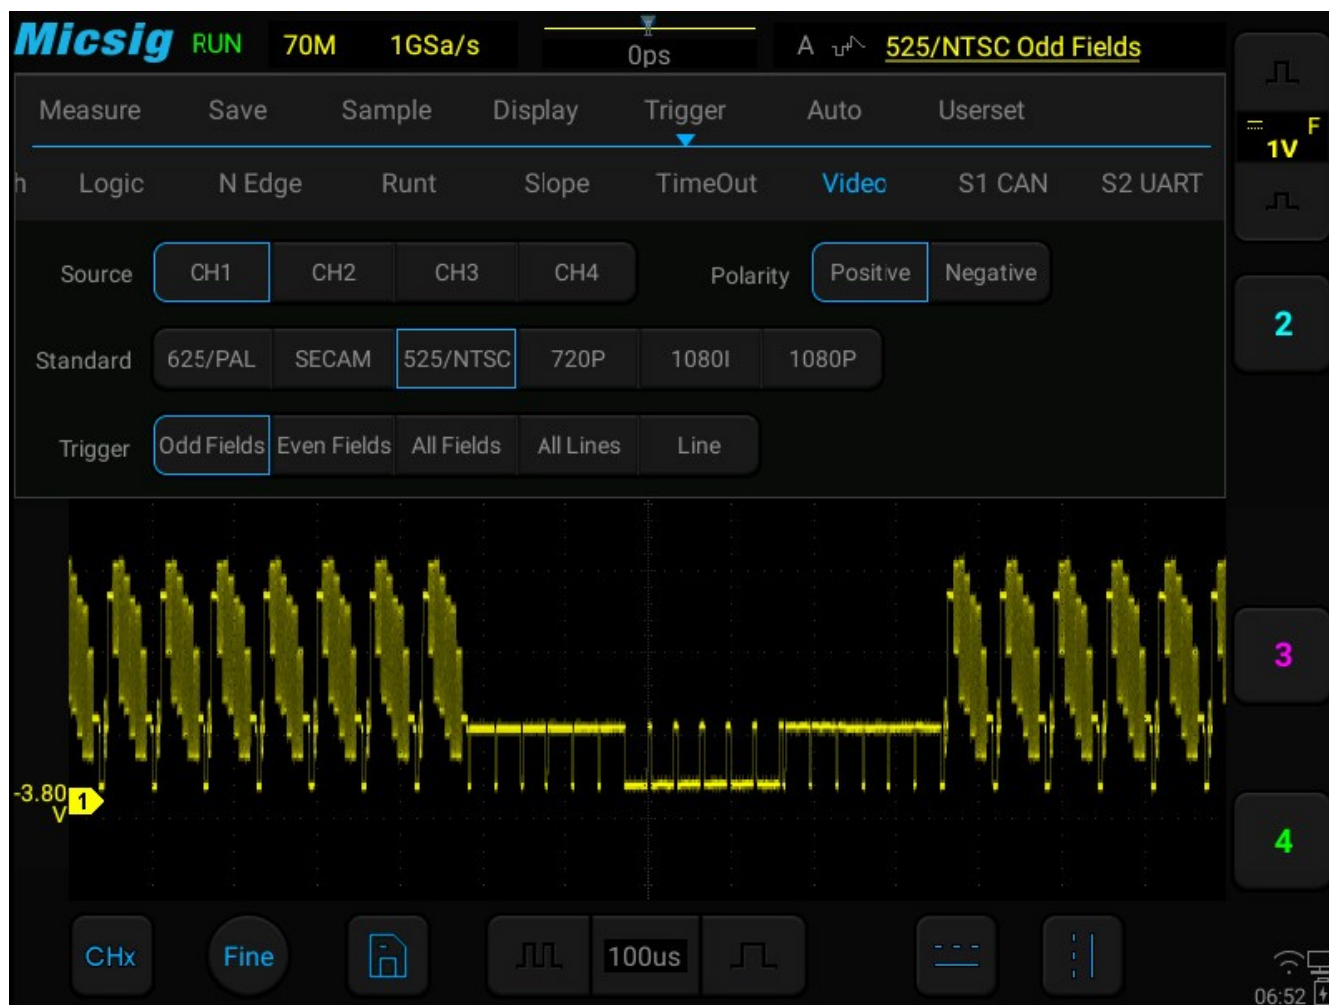 Micsig RUN 70M 1GSa/s 0ps A 525/NTSC Odd Fields
Measure Save Sample Display Trigger Auto Userset
h Logic N Edge Runt Slope TimeOut Video S1 CAN S2 UART
Source CH1 CH2 CH3 CH4 Polarity Positive Negative
Standard 625/PAL SECAM 525/NTSC 720P 1080I 1080P
Trigger Odd Fields Even Fields All Fields All Lines Line
F
1V
2
3
4
-3.80
V
1
CHx Fine 100us
06:52